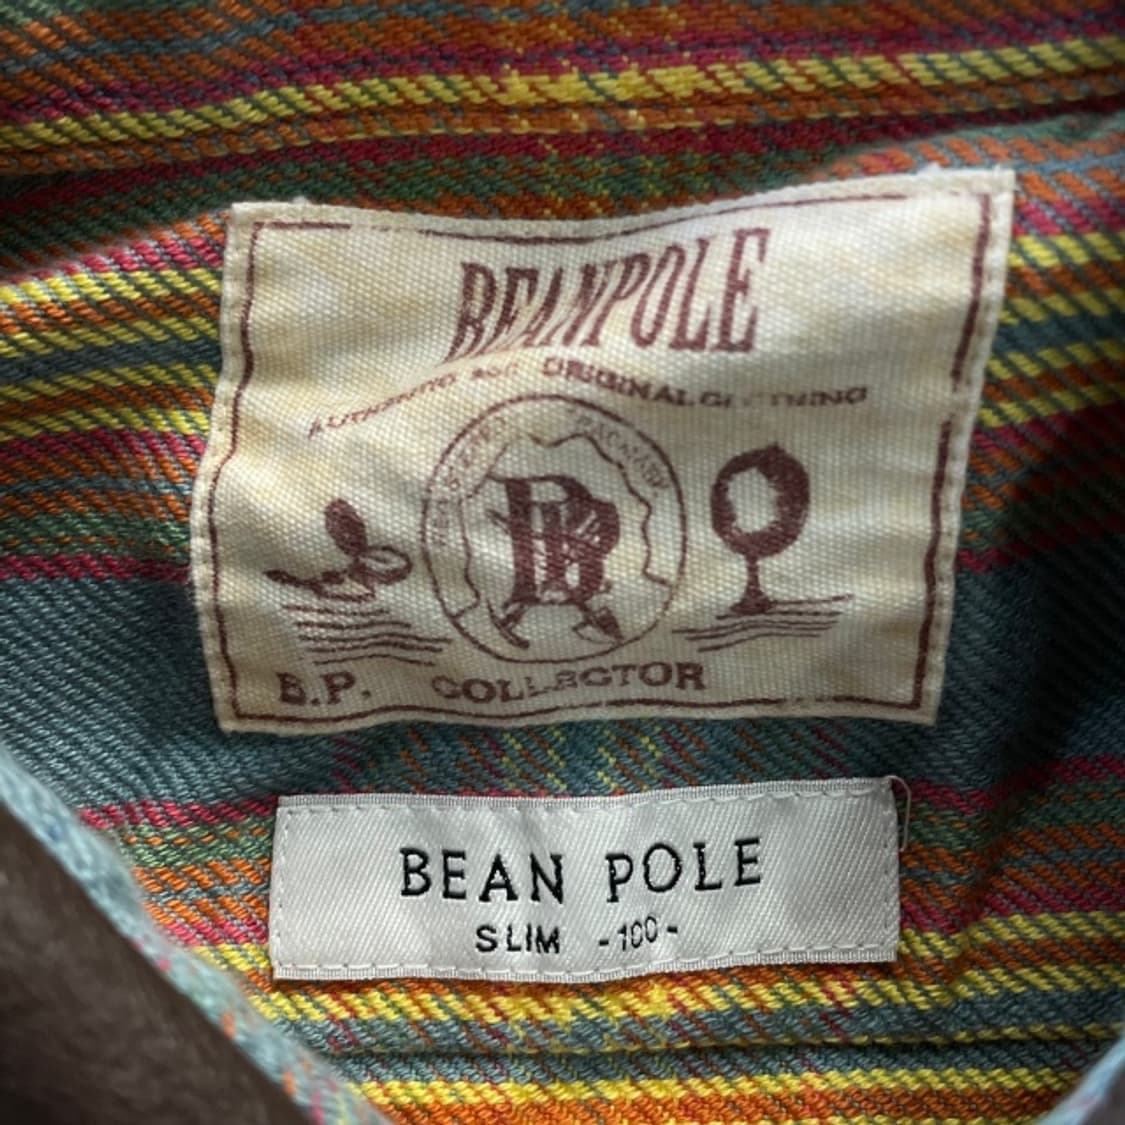 BEANPOLE
AUTHENTIC AND ORIGINAL CLOTHING
B.P. COLLECTOR
BEAN POLE
SLIM -100-